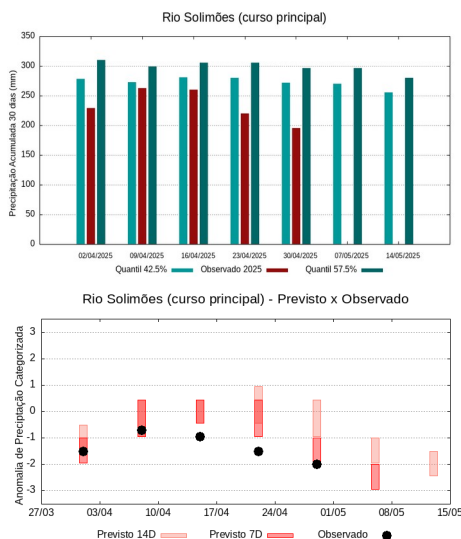 Rio Solimões (curso principal)
Precipitação Acumulada 30 dias (mm)
350
300
250
200
150
100
50
0
02/04/2025 09/04/2025 16/04/2025 23/04/2025 30/04/2025 07/05/2025 14/05/2025
Quantil 42.5% Observado 2025 Quantil 57.5%
Rio Solimões (curso principal) - Previsto x Observado
Anomalia de Precipitação Categorizada
3
2
1
0
-1
-2
-3
27/03 03/04 10/04 17/04 24/04 01/05 08/05 15/05
Previsto 14D Previsto 7D Observado